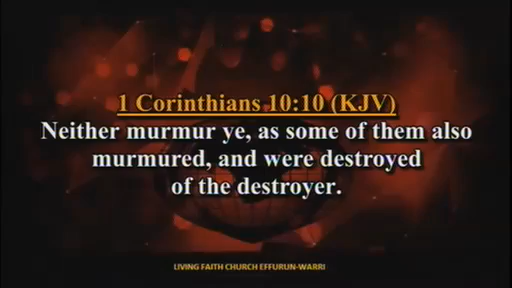 1 Corinthians 10:10 (KJV)
Neither murmur ye, as some of them also
murmured, and were destroyed
of the destroyer.
LIVING FAITH CHURCH EFFURUN-WARRI